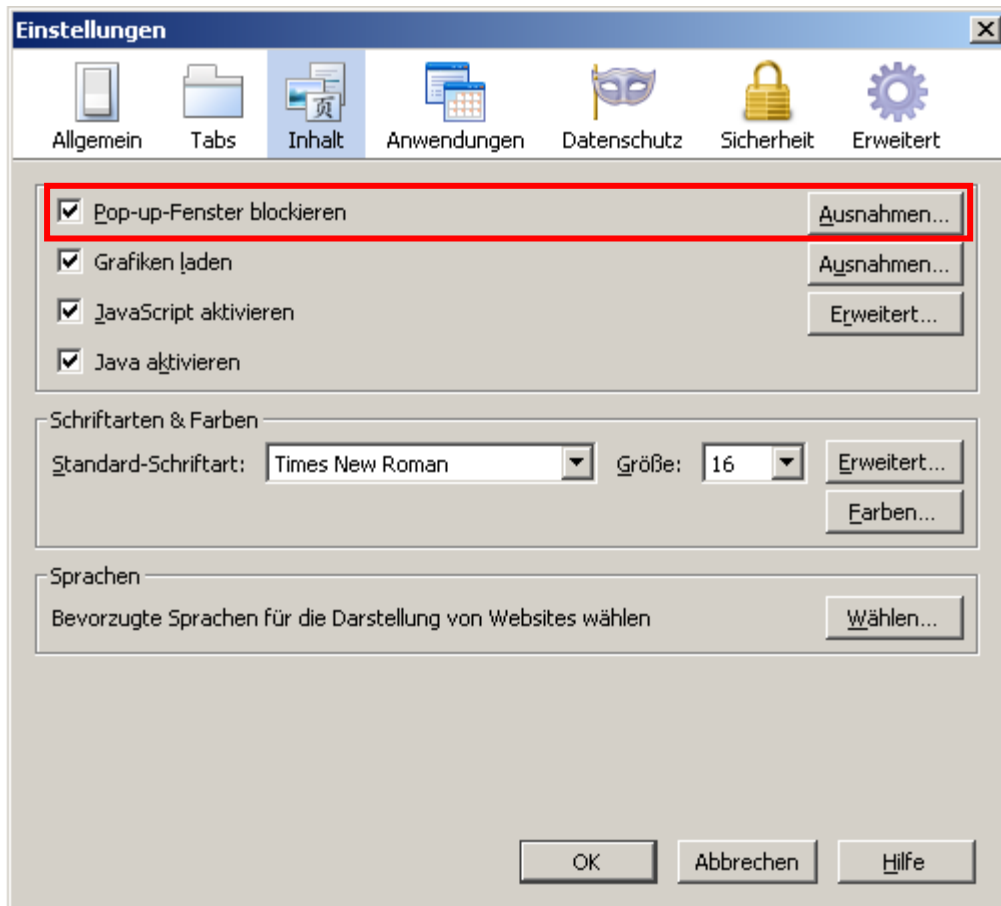 Einstellungen
页
Allgemein Tabs Inhalt Anwendungen Datenschutz Sicherheit Erweitert
Pop-up-Fenster blockieren Ausnahmen...
Grafiken laden Ausnahmen...
JavaScript aktivieren Erweitert...
Java aktivieren
Schriftarten & Farben
Standard-Schriftart: Times New Roman Größe: 16 Erweitert...
Farben...
Sprachen
Bevorzugte Sprachen für die Darstellung von Websites wählen Wählen...
OK Abbrechen Hilfe